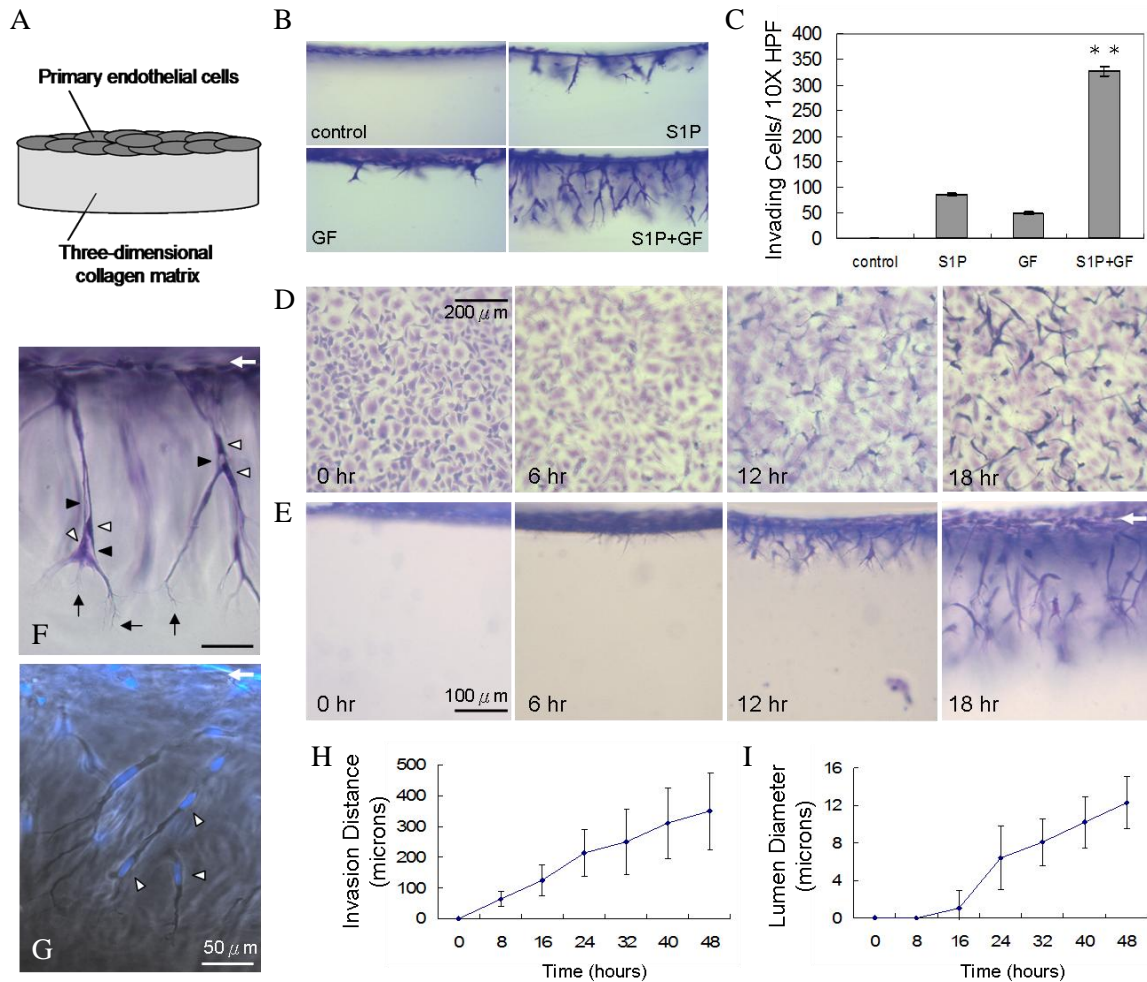 A
Primary endothelial cells
Three-dimensional
collagen matrix
B
control
S1P
GF
S1P+GF
C
Invading Cells/ 10X HPF
400
350
300
250
200
150
100
50
0
* *
control
S1P
GF
S1P+GF
D
200 μm
0 hr
6 hr
12 hr
18 hr
E
0 hr
100 μm
6 hr
12 hr
18 hr
F
G
50 μm
H
Invasion Distance
(microns)
500
400
300
200
100
0
0 8 16 24 32 40 48
Time (hours)
I
Lumen Diameter
(microns)
16
12
8
4
0
0 8 16 24 32 40 48
Time (hours)